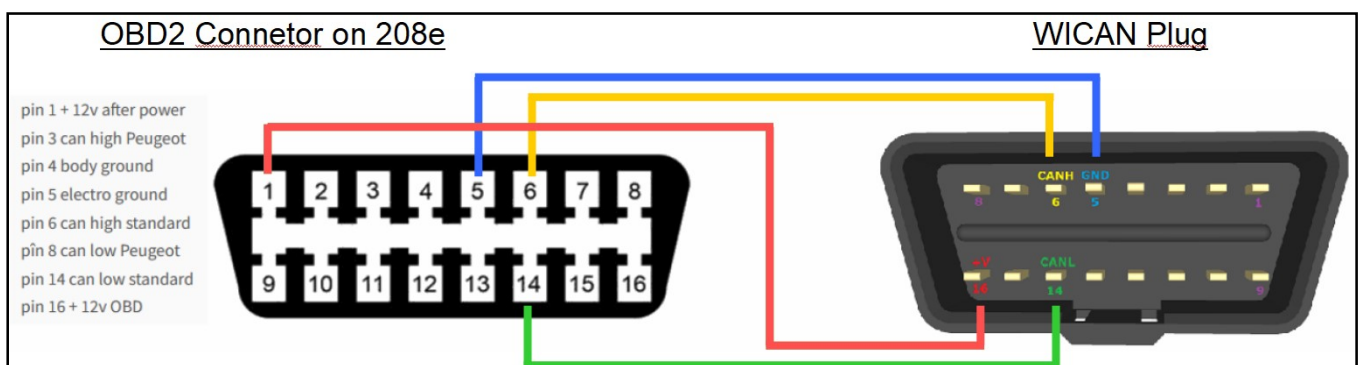 OBD2 Connetor on 208e
WICAN Plug
pin 1 + 12v after power
pin 3 can high Peugeot
pin 4 body ground
pin 5 electro ground
pin 6 can high standard
pîn 8 can low Peugeot
pin 14 can low standard
pin 16 + 12v OBD
1 2 3 4 5 6 7 8
9 10 11 12 13 14 15 16
CANH GND
8 6 5 1
+V CANL
16 14 9